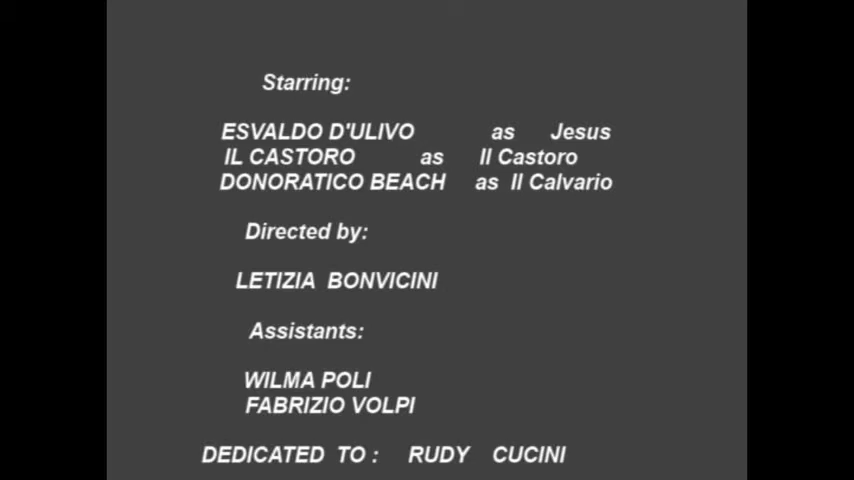 Starring:
ESVALDO D'ULIVO as Jesus
IL CASTORO as Il Castoro
DONORATICO BEACH as Il Calvario
Directed by:
LETIZIA BONVICINI
Assistants:
WILMA POLI
FABRIZIO VOLPI
DEDICATED TO : RUDY CUCINI